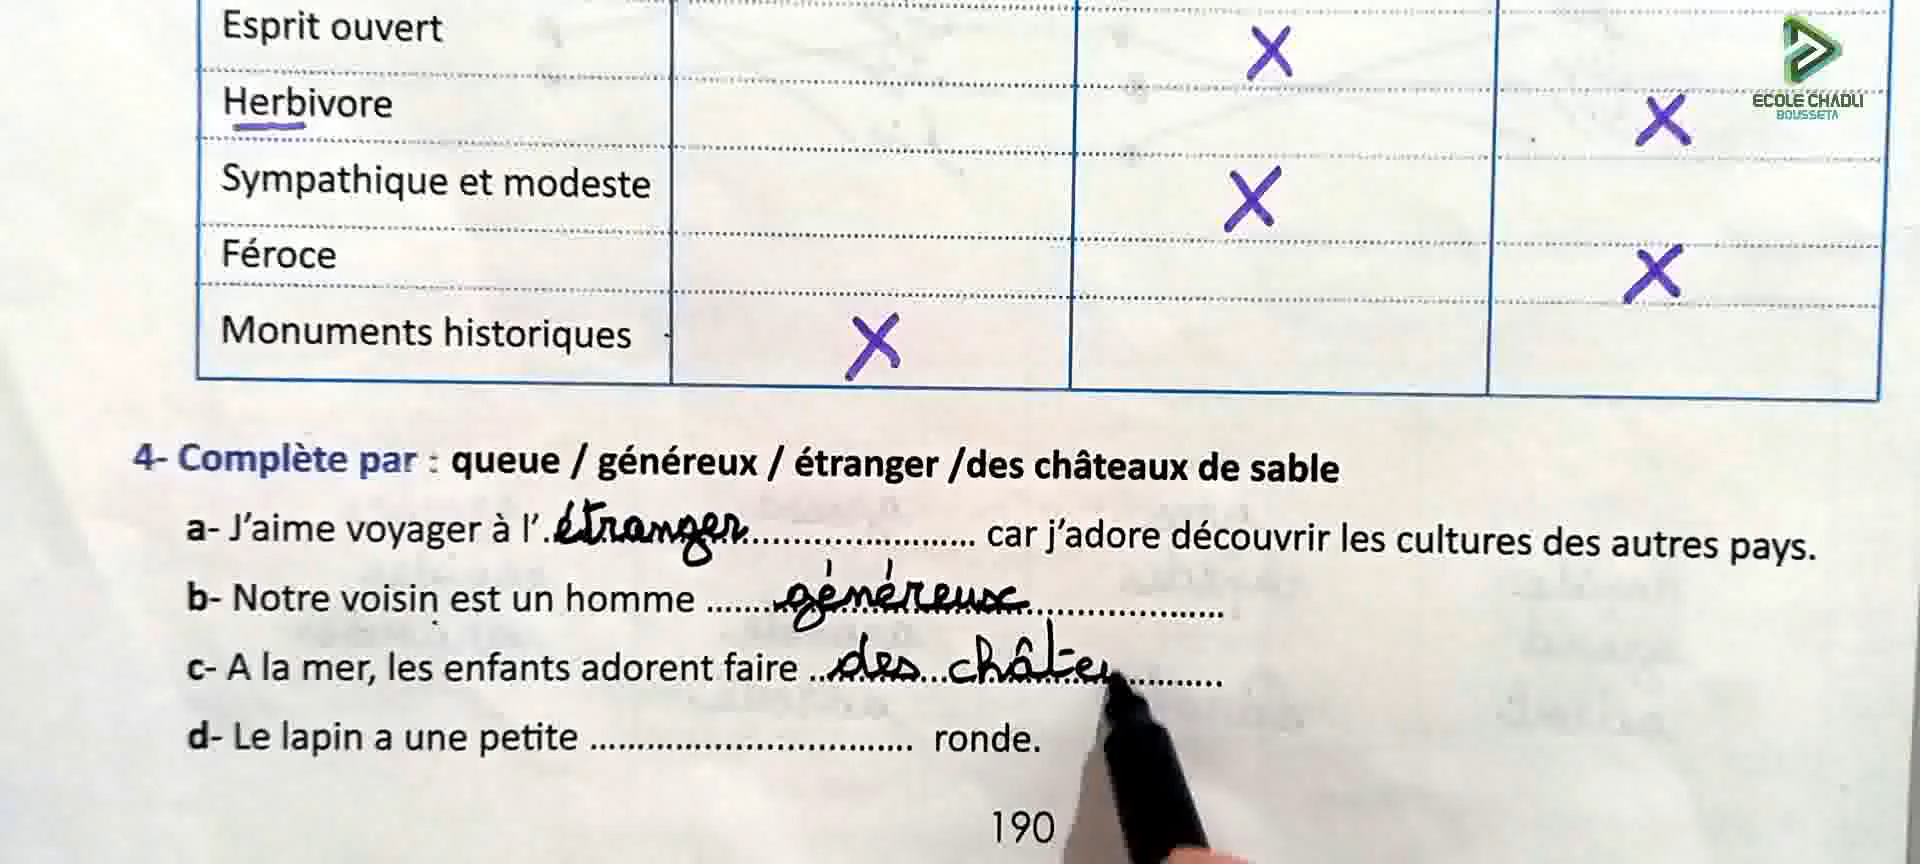 Esprit ouvert
X
ECOLE CHADLI
BOUSSETA
Herbivore
X
Sympathique et modeste
X
Féroce
X
Monuments historiques
X
4- Complète par : queue / généreux / étranger /des châteaux de sable
a- J'aime voyager à l'.étranger.......................... car j'adore découvrir les cultures des autres pays.
b- Notre voisin est un homme .......généreux.....................
c- A la mer, les enfants adorent faire ..des châte..........
d- Le lapin a une petite .................................. ronde.
190